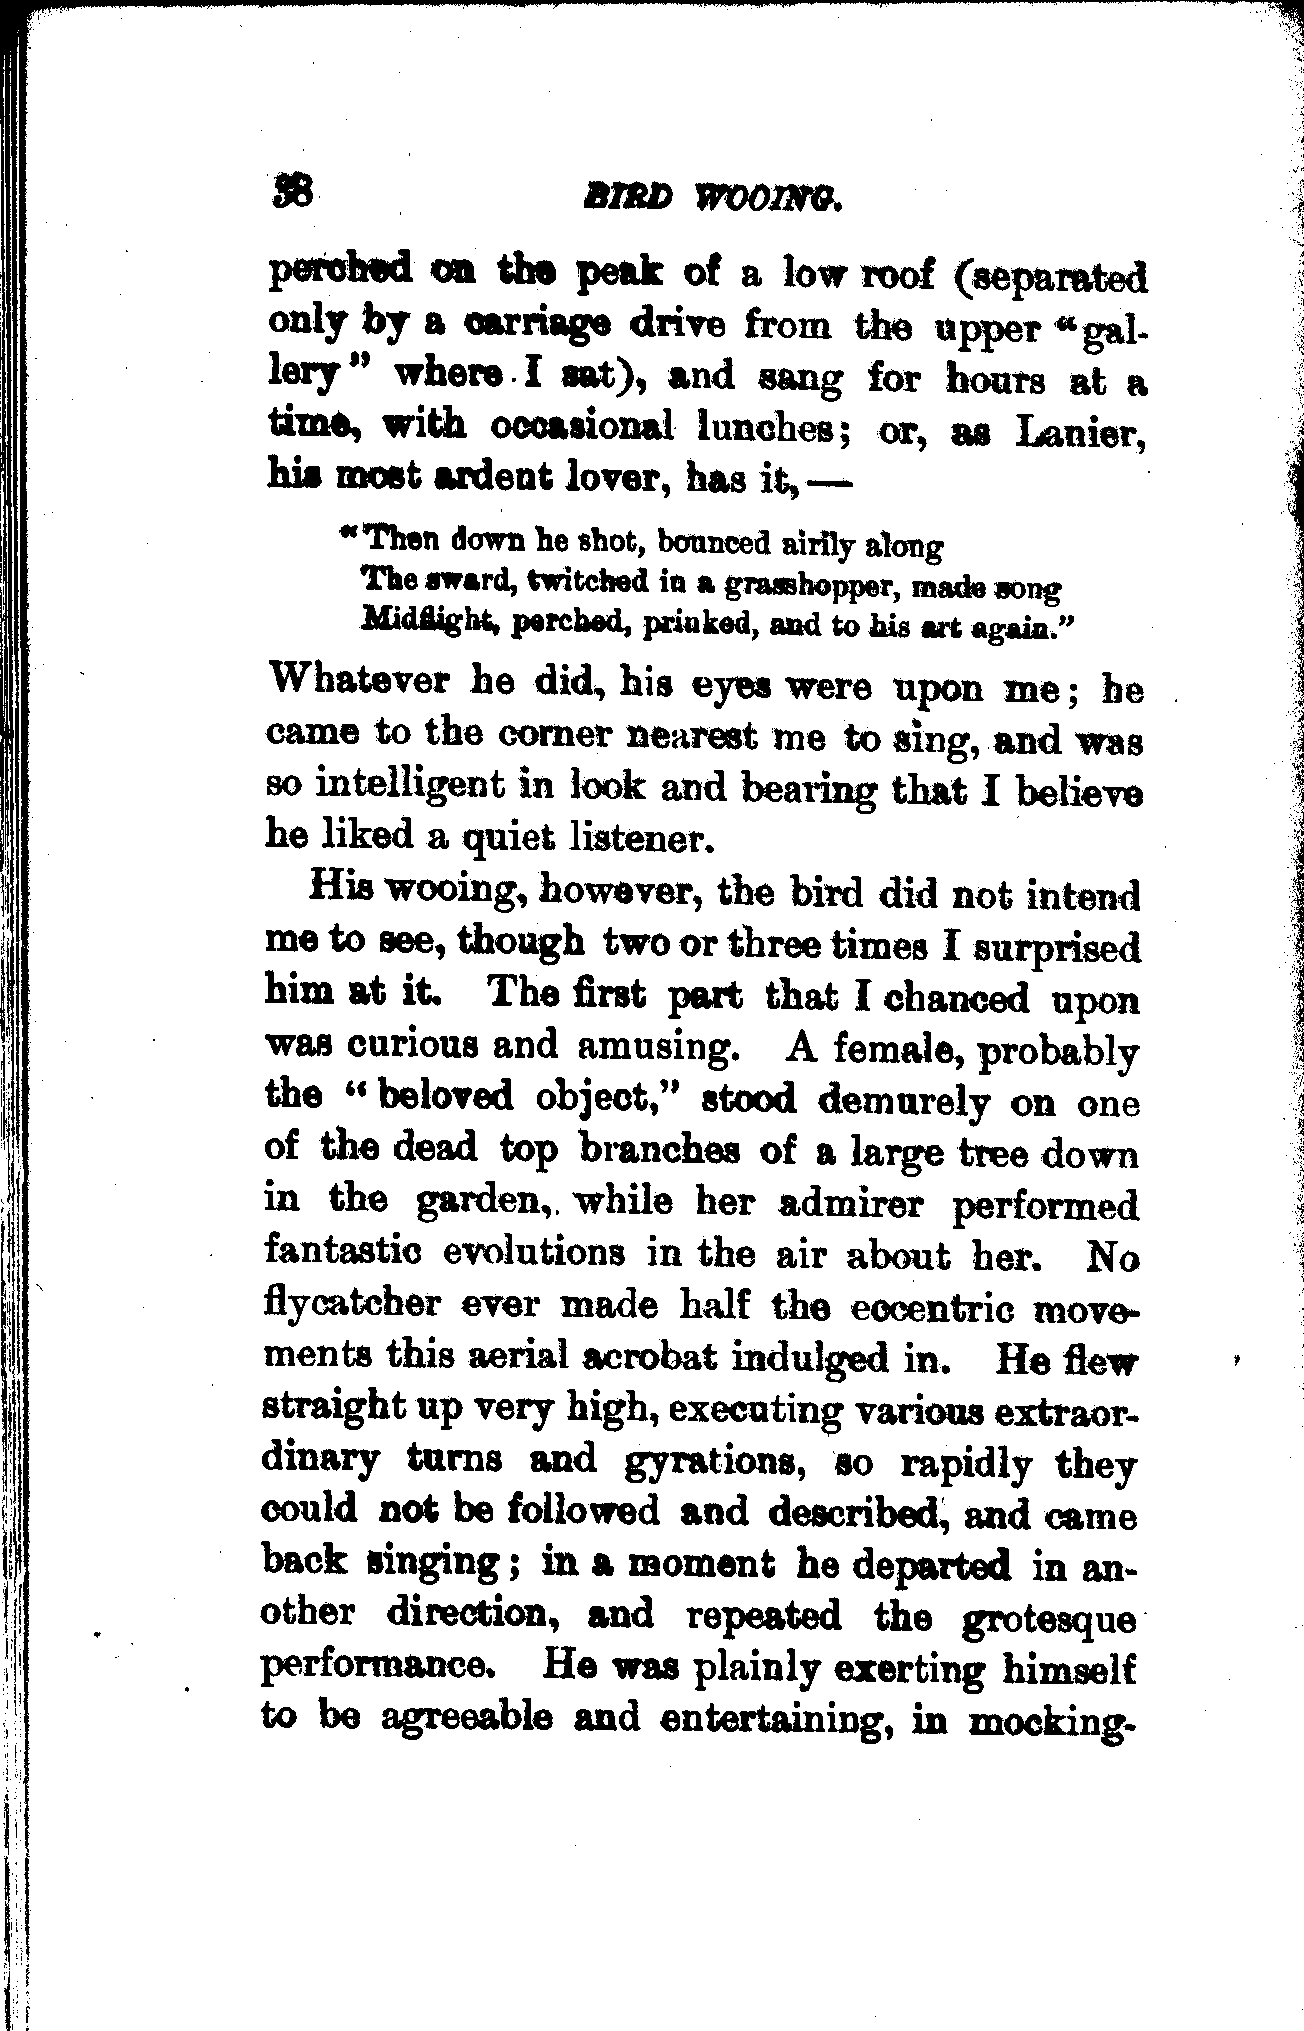 38 BIRD WOOING.
perched on the peak of a low roof (separated
only by a carriage drive from the upper "gal-
lery" where I sat), and sang for hours at a
time, with occasional lunches; or, as Lanier,
his most ardent lover, has it,—
"Then down he shot, bounced airily along
The sward, twitched in a grasshopper, made song
Midflight, perched, prinked, and to his art again."
Whatever he did, his eyes were upon me; he
came to the corner nearest me to sing, and was
so intelligent in look and bearing that I believe
he liked a quiet listener.
His wooing, however, the bird did not intend
me to see, though two or three times I surprised
him at it. The first part that I chanced upon
was curious and amusing. A female, probably
the "beloved object," stood demurely on one
of the dead top branches of a large tree down
in the garden, while her admirer performed
fantastic evolutions in the air about her. No
flycatcher ever made half the eccentric move-
ments this aerial acrobat indulged in. He flew
straight up very high, executing various extraor-
dinary turns and gyrations, so rapidly they
could not be followed and described, and came
back singing; in a moment he departed in an-
other direction, and repeated the grotesque
performance. He was plainly exerting himself
to be agreeable and entertaining, in mocking-